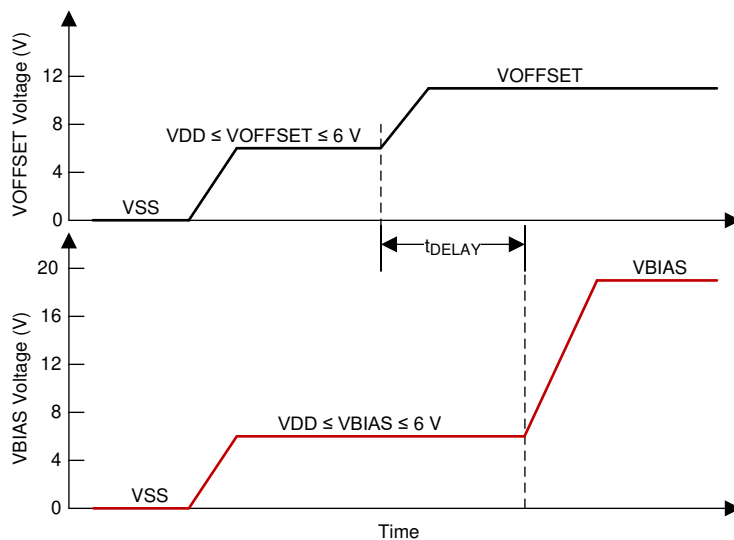 VOFFSET Voltage (V)
12
8
4
0
VOFFSET
VDD ≤ VOFFSET ≤ 6 V
VSS
tDELAY
VBIAS Voltage (V)
20
16
12
8
4
0
VBIAS
VDD ≤ VBIAS ≤ 6 V
VSS
Time